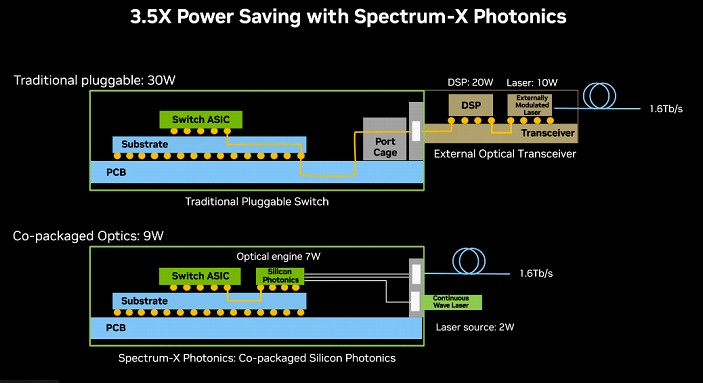 3.5X Power Saving with Spectrum-X Photonics
Traditional pluggable: 30W
DSP: 20W
Laser: 10W
Switch ASIC
DSP
Externally
Modulated
Laser
1.6Tb/s
Substrate
Port
Cage
Transceiver
PCB
External Optical Transceiver
Traditional Pluggable Switch
Co-packaged Optics: 9W
Optical engine 7W
Switch ASIC
Silicon
Photonics
1.6Tb/s
Substrate
Continuous
Wave Laser
PCB
Laser source: 2W
Spectrum-X Photonics: Co-packaged Silicon Photonics